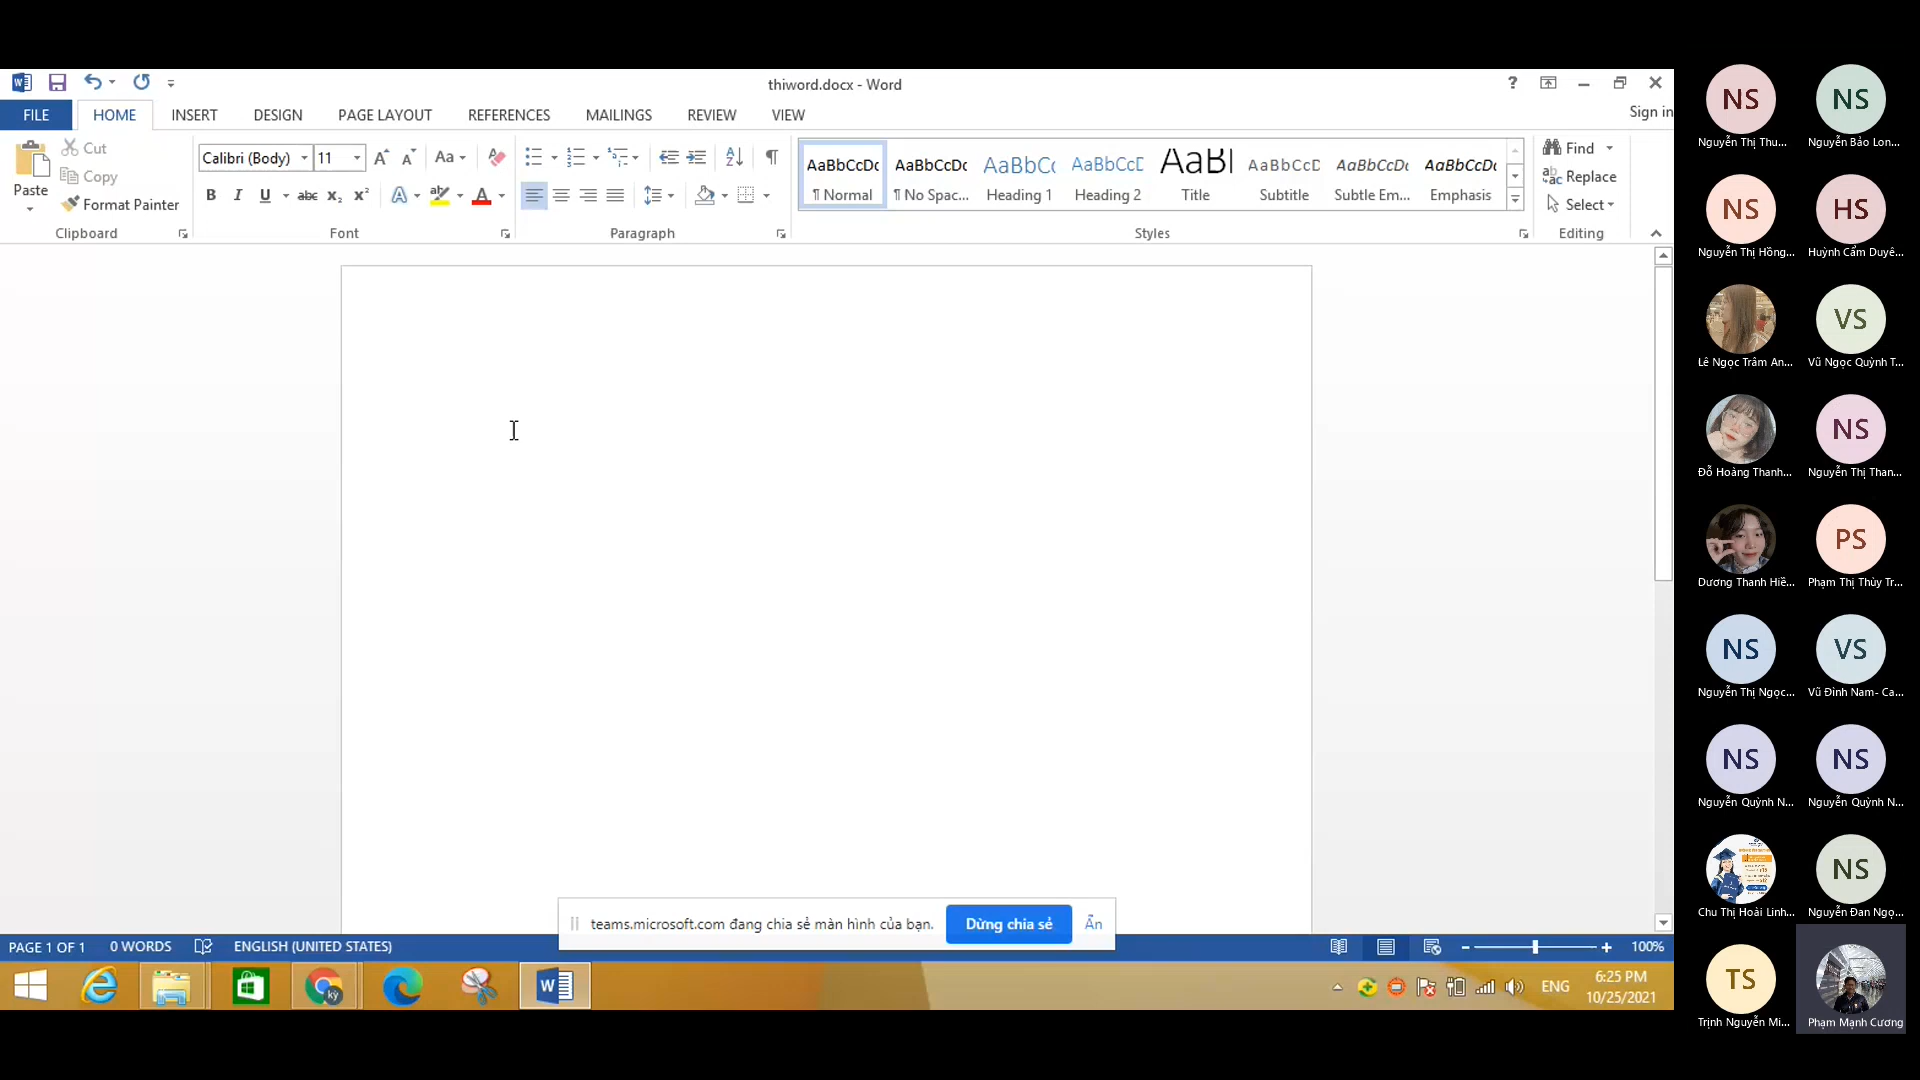 thiword.docx - Word
FILE HOME INSERT DESIGN PAGE LAYOUT REFERENCES MAILINGS REVIEW VIEW Sign in
Paste
Cut
Copy
Format Painter
Clipboard
Calibri (Body) 11
Font
Paragraph
AaBbCcDc AaBbCcDc AaBbCc AaBbCcD AaBl AaBbCcD AaBbCcDc AaBbCcDc
¶ Normal ¶ No Spac... Heading 1 Heading 2 Title Subtitle Subtle Em... Emphasis
Styles
Find
Replace
Select
Editing
teams.microsoft.com đang chia sẻ màn hình của bạn. Dừng chia sẻ Ẩn
PAGE 1 OF 1 0 WORDS ENGLISH (UNITED STATES) 100%
kỳ
ENG
6:25 PM
10/25/2021
NS NS
Nguyễn Thị Thu... Nguyễn Bảo Lon...
NS HS
Nguyễn Thị Hồng... Huỳnh Cẩm Duyê...
VS
Lê Ngọc Trâm An... Vũ Ngọc Quỳnh T...
NS
Đỗ Hoàng Thanh... Nguyễn Thị Than...
PS
Dương Thanh Hiề... Phạm Thị Thùy Tr...
NS VS
Nguyễn Thị Ngọc... Vũ Đình Nam- Ca...
NS NS
Nguyễn Quỳnh N... Nguyễn Quỳnh N...
NS
Chu Thị Hoài Linh... Nguyễn Đan Ngọ...
TS
Trịnh Nguyễn Mi... Phạm Mạnh Cương